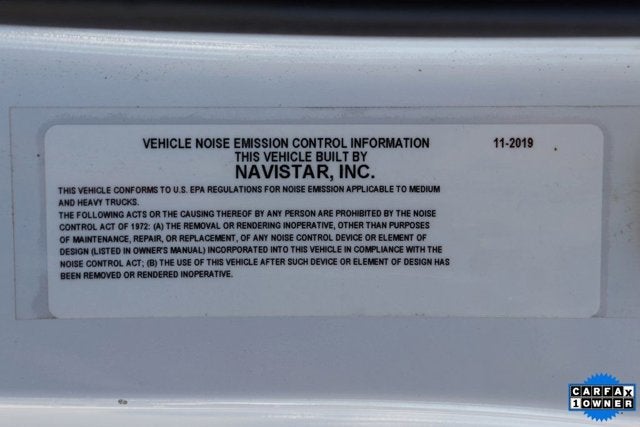 VEHICLE NOISE EMISSION CONTROL INFORMATION 11-2019
THIS VEHICLE BUILT BY
NAVISTAR, INC.
THIS VEHICLE CONFORMS TO U.S. EPA REGULATIONS FOR NOISE EMISSION APPLICABLE TO MEDIUM
AND HEAVY TRUCKS.
THE FOLLOWING ACTS OR THE CAUSING THEREOF BY ANY PERSON ARE PROHIBITED BY THE NOISE
CONTROL ACT OF 1972: (A) THE REMOVAL OR RENDERING INOPERATIVE, OTHER THAN PURPOSES
OF MAINTENANCE, REPAIR, OR REPLACEMENT, OF ANY NOISE CONTROL DEVICE OR ELEMENT OF
DESIGN (LISTED IN OWNER'S MANUAL) INCORPORATED INTO THIS VEHICLE IN COMPLIANCE WITH THE
NOISE CONTROL ACT; (B) THE USE OF THIS VEHICLE AFTER SUCH DEVICE OR ELEMENT OF DESIGN HAS
BEEN REMOVED OR RENDERED INOPERATIVE.
CARFAX
1 OWNER